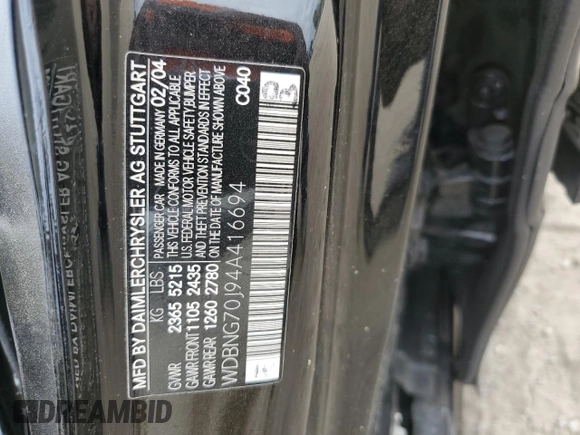 MFD BY DAIMLERCHRYSLER AG STUTTGART
PASSENGER CAR MADE IN GERMANY 02/04
KG LBS
THIS VEHICLE CONFORMS TO ALL APPLICABLE
GVWR 2365 5215
U.S. FEDERAL MOTOR VEHICLE SAFETY,BUMPER,
GAWR FRONT 1105 2435
AND THEFT PREVENTION STANDARDS IN EFFECT
GAWR REAR 1260 2780
ON THE DATE OF MANUFACTURE SHOWN ABOVE
WDBNG70J94A416694
C040
3
DREAMBID